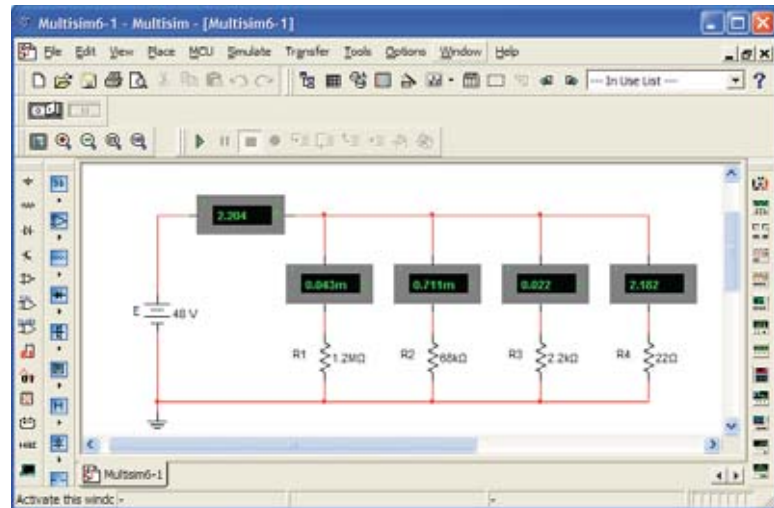 Multisim6-1 - Multisim - [Multisim6-1]
File Edit View Place MCU Simulate Transfer Tools Options Window Help
--- In Use List ---
2.204
0.043m 0.711m 0.022 2.182
E 48 V
R1 1.2MΩ R2 68kΩ R3 2.2kΩ R4 22Ω
Multisim6-1
Activate this windc -